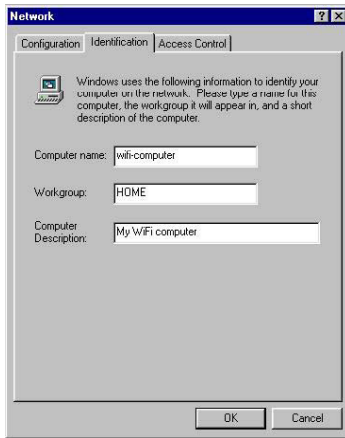 Network
Configuration Identification Access Control
Windows uses the following information to identify your
computer on the network. Please type a name for this
computer, the workgroup it will appear in, and a short
description of the computer.
Computer name: wifi-computer
Workgroup: HOME
Computer
Description: My WiFi computer
OK Cancel